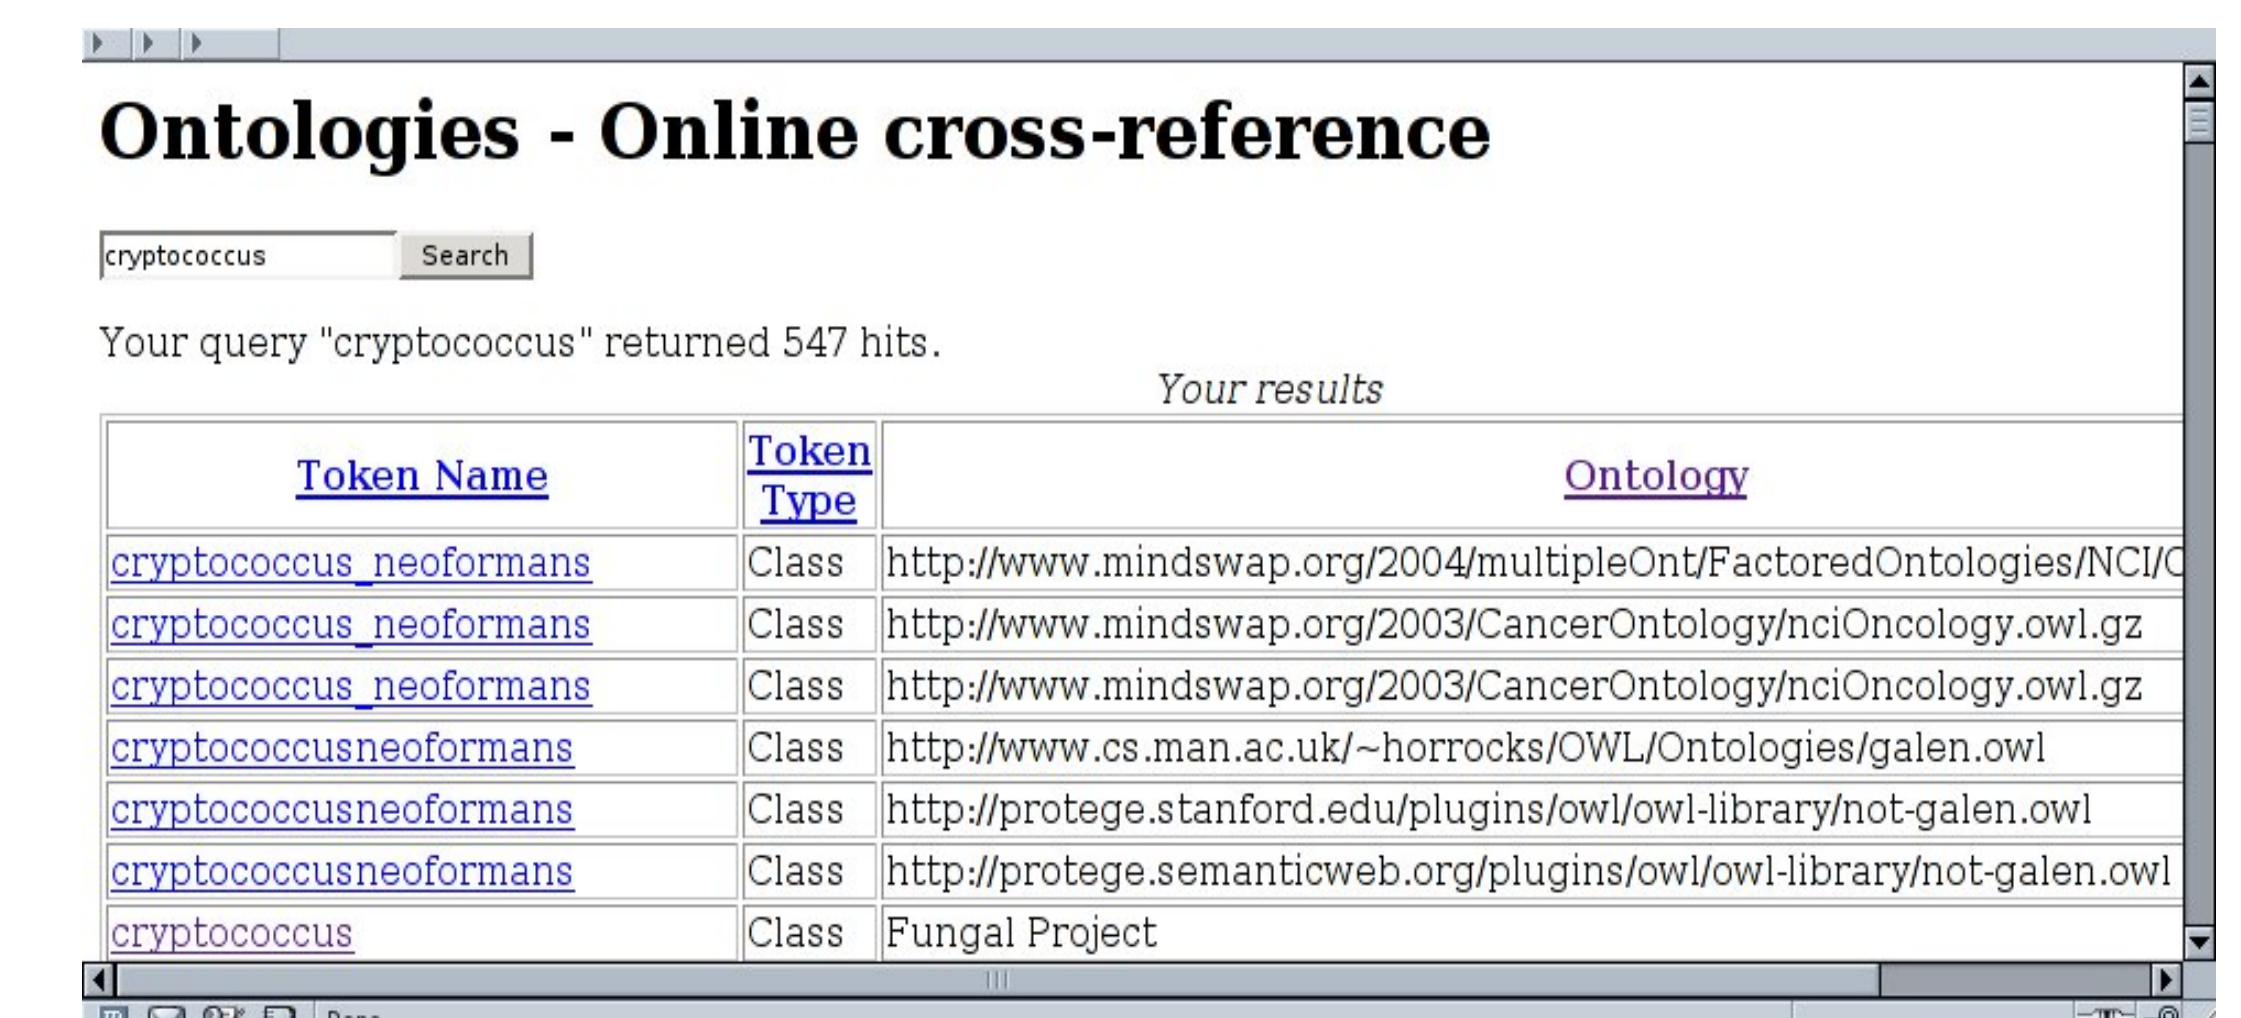 Ontologies - Online cross-reference
cryptococcus Search
Your query "cryptococcus" returned 547 hits.
Your results
Token Name Token Type Ontology
cryptococcus_neoformans Class http://www.mindswap.org/2004/multipleOnt/FactoredOntologies/NCI/
cryptococcus_neoformans Class http://www.mindswap.org/2003/CancerOntology/nciOncology.owl.gz
cryptococcus_neoformans Class http://www.mindswap.org/2003/CancerOntology/nciOncology.owl.gz
cryptococcusneoformans Class http://www.cs.man.ac.uk/~horrocks/OWL/Ontologies/galen.owl
cryptococcusneoformans Class http://protege.stanford.edu/plugins/owl/owl-library/not-galen.owl
cryptococcusneoformans Class http://protege.semanticweb.org/plugins/owl/owl-library/not-galen.owl
cryptococcus Class Fungal Project